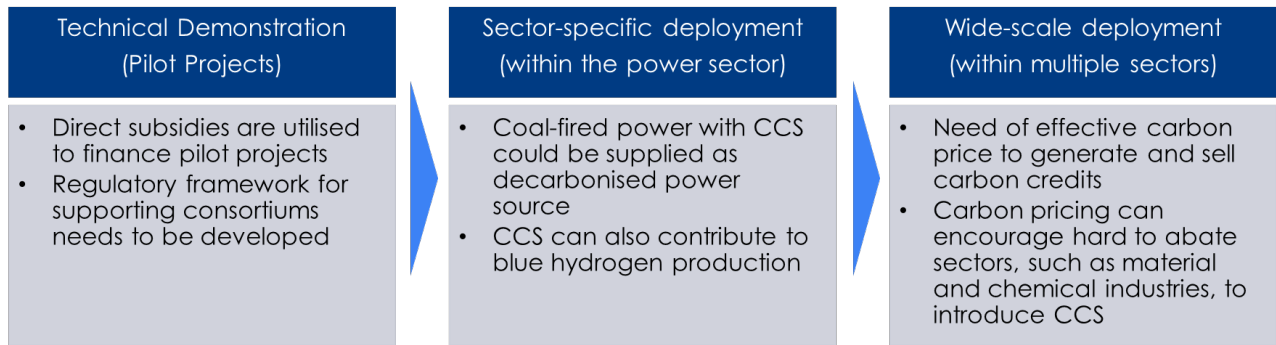 Technical Demonstration
(Pilot Projects)
• Direct subsidies are utilised
to finance pilot projects
• Regulatory framework for
supporting consortiums
needs to be developed
Sector-specific deployment
(within the power sector)
• Coal-fired power with CCS
could be supplied as
decarbonised power
source
• CCS can also contribute to
blue hydrogen production
Wide-scale deployment
(within multiple sectors)
• Need of effective carbon
price to generate and sell
carbon credits
• Carbon pricing can
encourage hard to abate
sectors, such as material
and chemical industries, to
introduce CCS